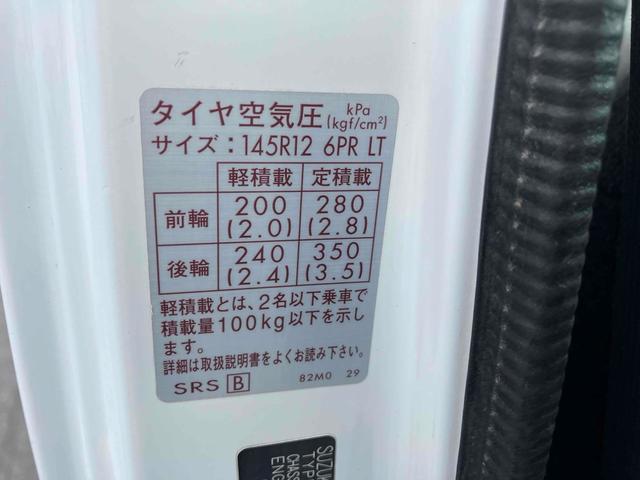 タイヤ空気圧 kPa (kgf/cm²)
サイズ：145R12 6PR LT
軽積載 定積載
前輪 200 (2.0) 280 (2.8)
後輪 240 (2.4) 350 (3.5)
軽積載とは、2名以下乗車で
積載量100kg以下を示し
ます。
詳細は取扱説明書をよくお読み下さい。
SRS B 82M0 29
SUZU
TYP
CHASS
ENG